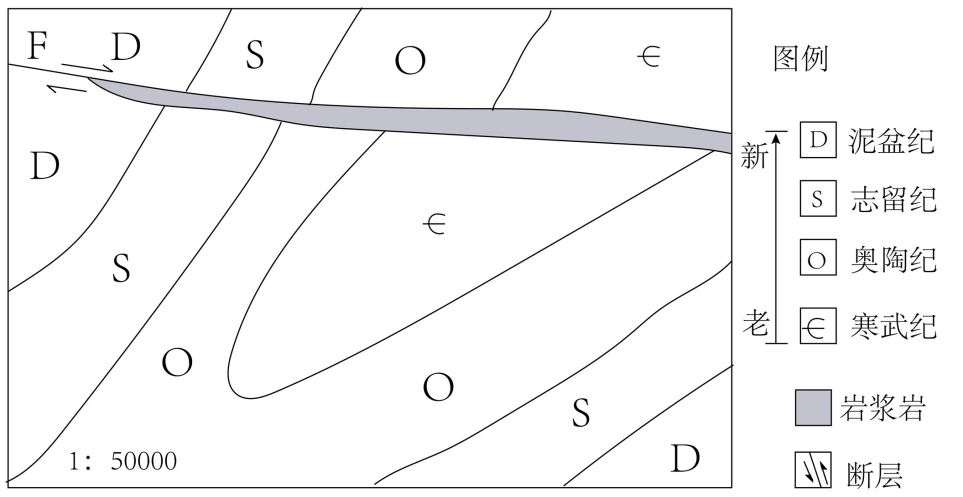 F D S O ∈
图例
D
新
D 泥盆纪
S 志留纪
∈
S
O 奥陶纪
老
∈ 寒武纪
O
O
S
岩浆岩
D
1：50000
断层